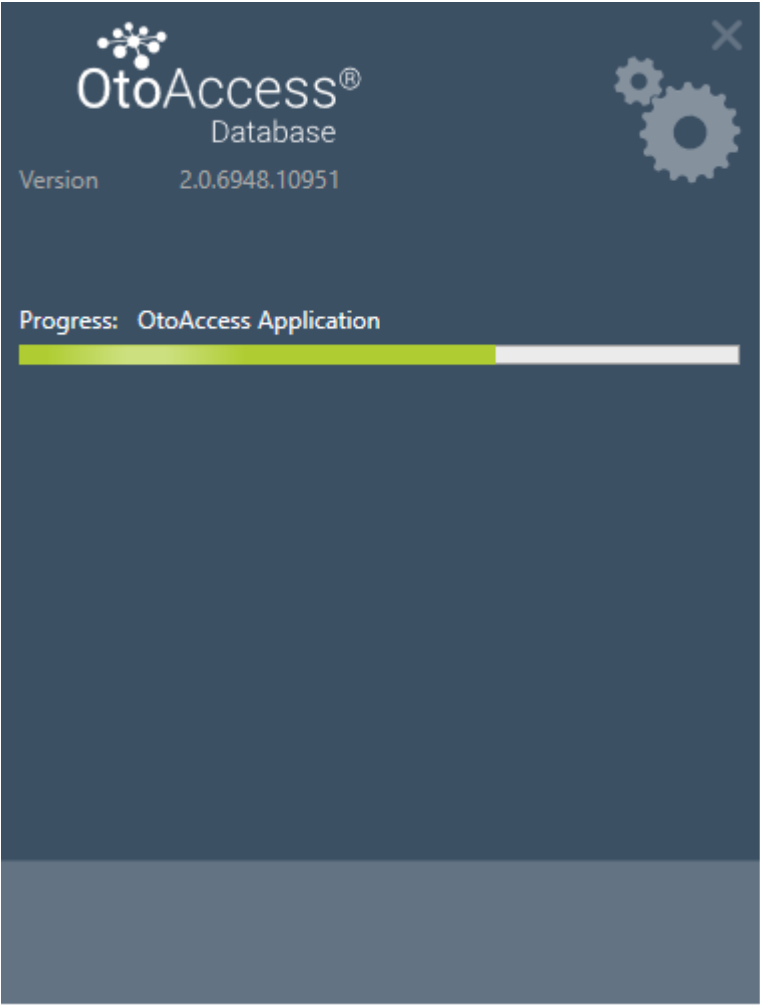 OtoAccess®
Database
Version 2.0.6948.10951
Progress: OtoAccess Application